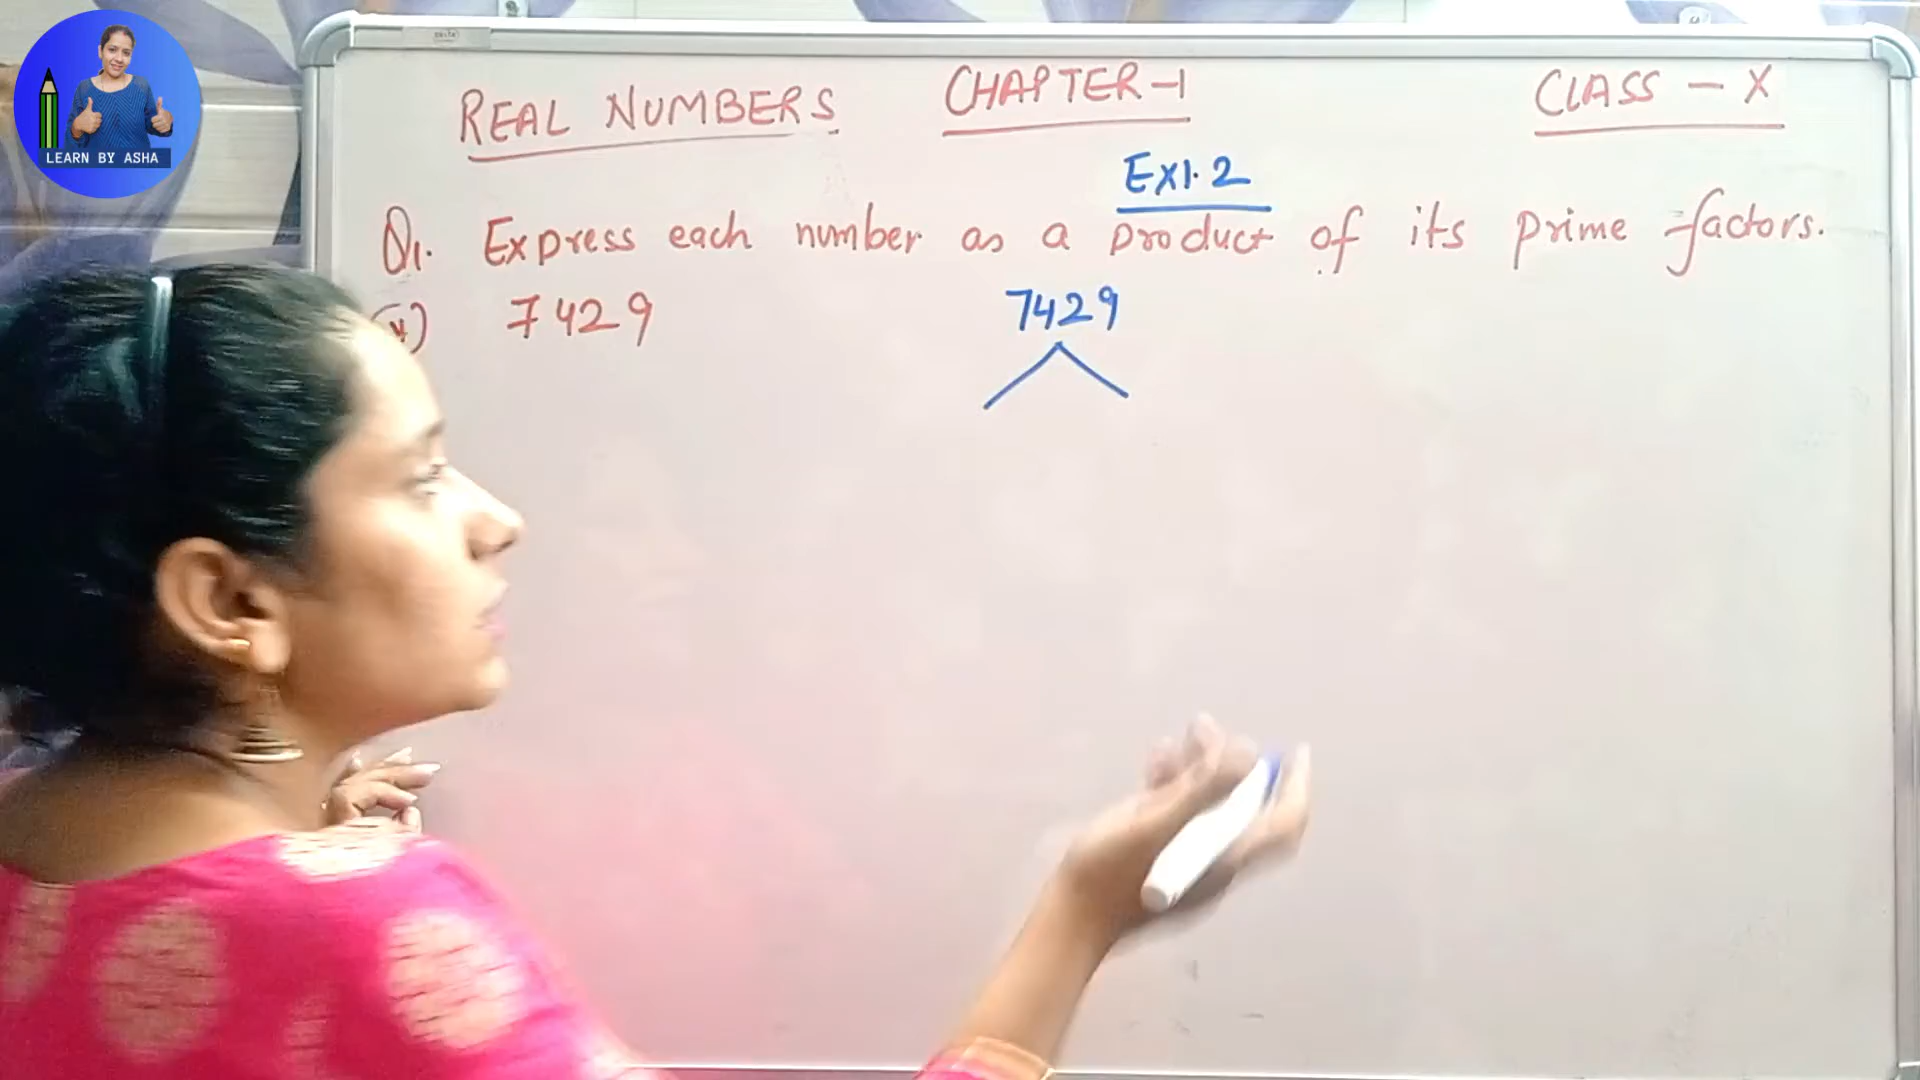 REAL NUMBERS CHAPTER-1 CLASS - X
Ex1.2
Q1. Express each number as a product of its prime factors.
7429 7429
LEARN BY ASHA